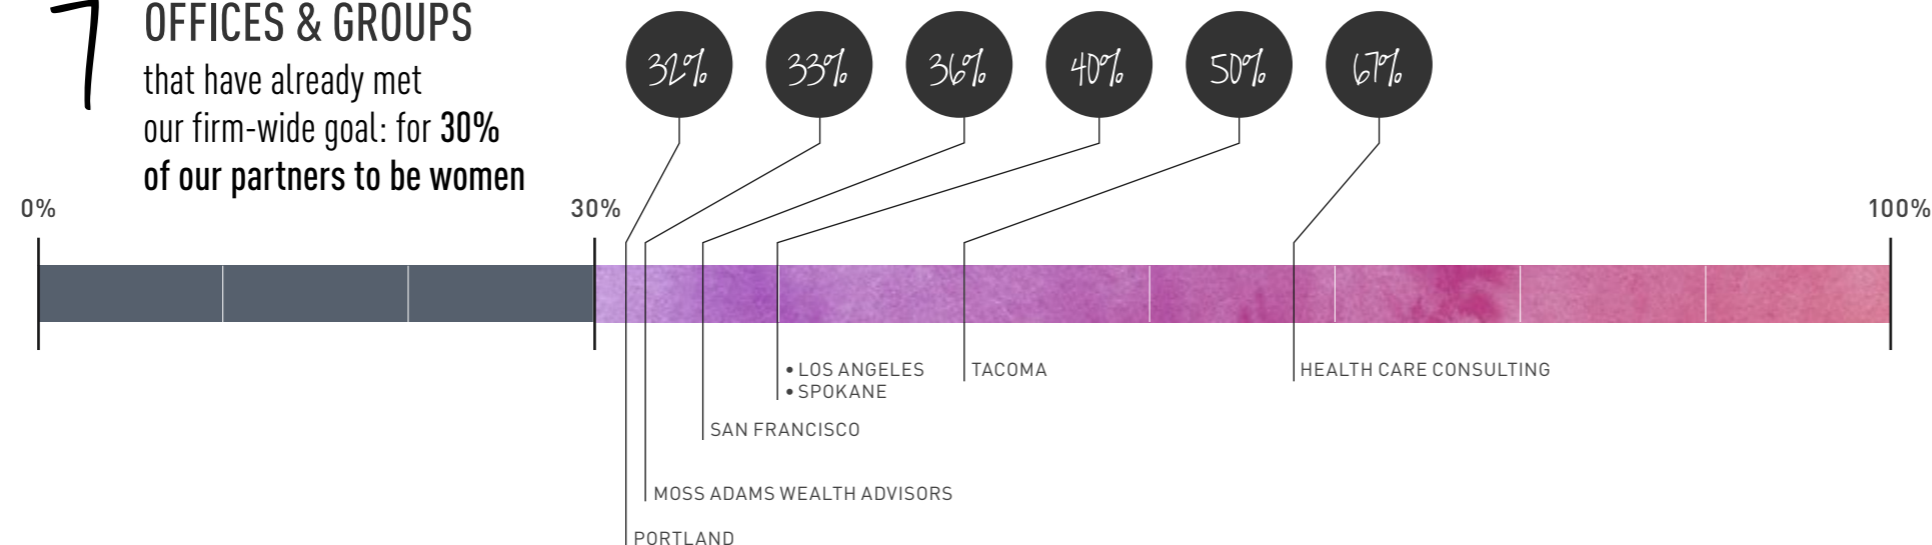 7
OFFICES & GROUPS
that have already met
our firm-wide goal: for 30%
of our partners to be women
32%
33%
36%
40%
50%
67%
0%
30%
100%
• LOS ANGELES
• SPOKANE
TACOMA
HEALTH CARE CONSULTING
SAN FRANCISCO
MOSS ADAMS WEALTH ADVISORS
PORTLAND